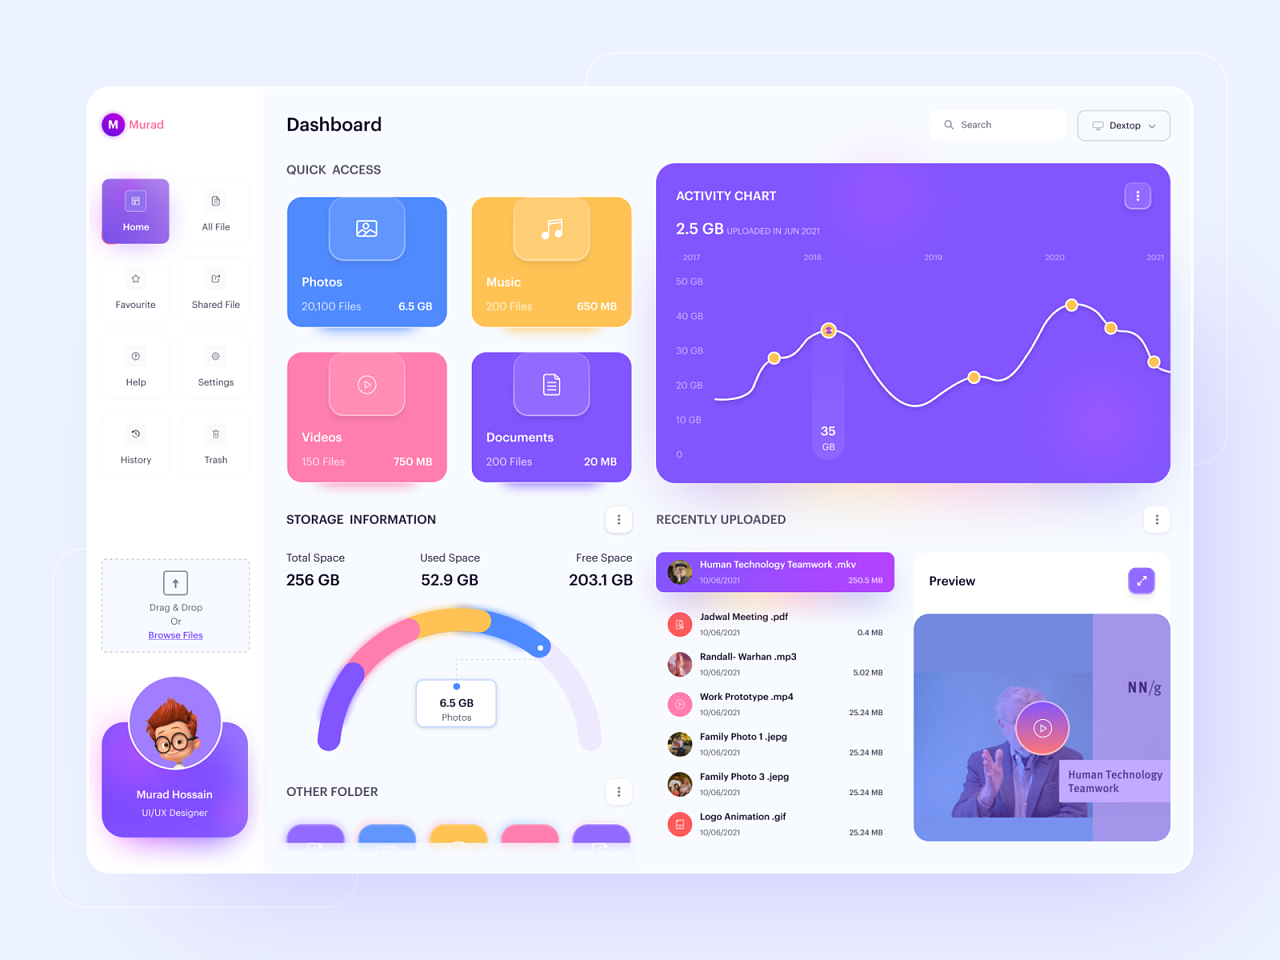 M Murad
Home
All File
Favourite
Shared File
Help
Settings
History
Trash
Drag & Drop
Or
Browse Files
Murad Hossain
UI/UX Designer
Dashboard
Search
Dextop
QUICK ACCESS
Photos
20,100 Files 6.5 GB
Music
200 Files 650 MB
Videos
150 Files 750 MB
Documents
200 Files 20 MB
ACTIVITY CHART
2.5 GB UPLOADED IN JUN 2021
2017 2018 2019 2020 2021
50 GB
40 GB
30 GB
20 GB
10 GB
0
35
GB
STORAGE INFORMATION
Total Space Used Space Free Space
256 GB 52.9 GB 203.1 GB
6.5 GB
Photos
OTHER FOLDER
RECENTLY UPLOADED
Human Technology Teamwork .mkv
10/06/2021 250.5 MB
Jadwal Meeting .pdf
10/06/2021 0.4 MB
Randall- Warhan .mp3
10/06/2021 5.02 MB
Work Prototype .mp4
10/06/2021 25.24 MB
Family Photo 1 .jepg
10/06/2021 25.24 MB
Family Photo 3 .jepg
10/06/2021 25.24 MB
Logo Animation .gif
10/06/2021 25.24 MB
Preview
NN/g
Human Technology
Teamwork